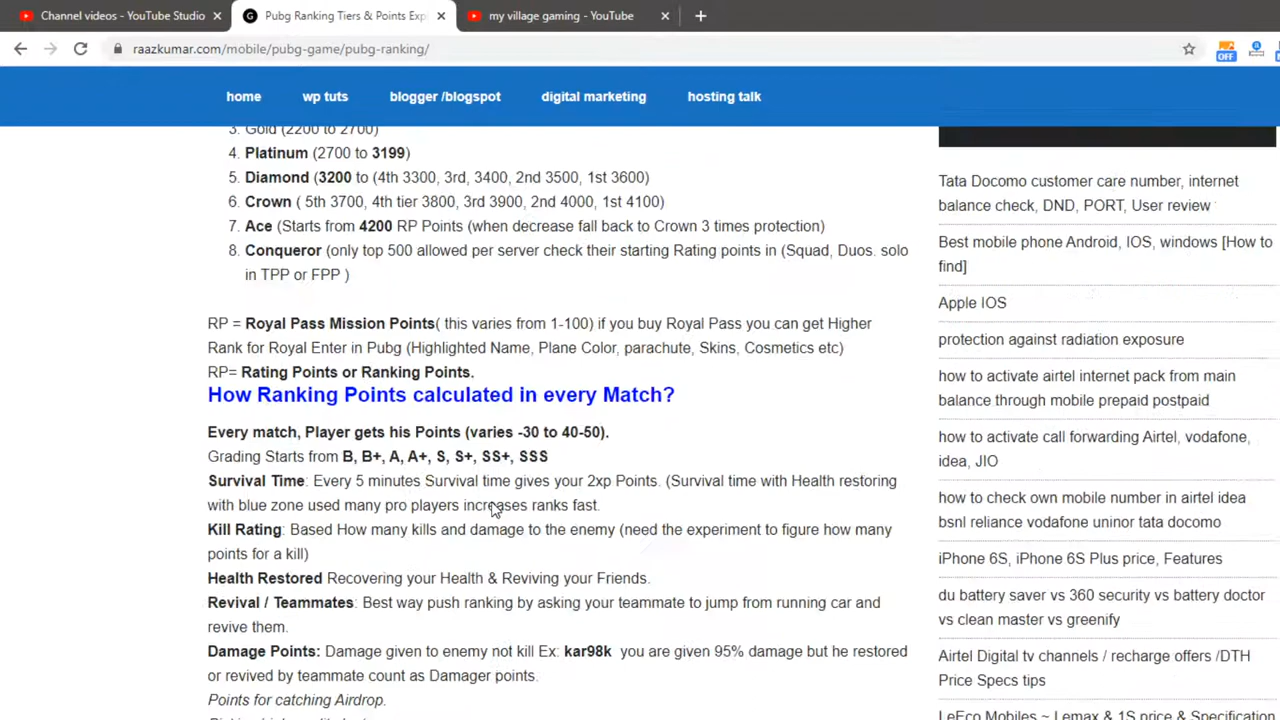 Channel videos - YouTube Studio
Pubg Ranking Tiers & Points Exp
my village gaming - YouTube
raazkumar.com/mobile/pubg-game/pubg-ranking/
OFF
home
wp tuts
blogger /blogspot
digital marketing
hosting talk
3. Gold (2200 to 2700)
4. Platinum (2700 to 3199)
5. Diamond (3200 to (4th 3300, 3rd, 3400, 2nd 3500, 1st 3600)
6. Crown ( 5th 3700, 4th tier 3800, 3rd 3900, 2nd 4000, 1st 4100)
7. Ace (Starts from 4200 RP Points (when decrease fall back to Crown 3 times protection)
8. Conqueror (only top 500 allowed per server check their starting Rating points in (Squad, Duos. solo
in TPP or FPP )
RP = Royal Pass Mission Points( this varies from 1-100) if you buy Royal Pass you can get Higher
Rank for Royal Enter in Pubg (Highlighted Name, Plane Color, parachute, Skins, Cosmetics etc)
RP= Rating Points or Ranking Points.
How Ranking Points calculated in every Match?
Every match, Player gets his Points (varies -30 to 40-50).
Grading Starts from B, B+, A, A+, S, S+, SS+, SSS
Survival Time: Every 5 minutes Survival time gives your 2xp Points. (Survival time with Health restoring
with blue zone used many pro players increases ranks fast.
Kill Rating: Based How many kills and damage to the enemy (need the experiment to figure how many
points for a kill)
Health Restored Recovering your Health & Reviving your Friends.
Revival / Teammates: Best way push ranking by asking your teammate to jump from running car and
revive them.
Damage Points: Damage given to enemy not kill Ex: kar98k you are given 95% damage but he restored
or revived by teammate count as Damager points.
Points for catching Airdrop.
Tata Docomo customer care number, internet
balance check, DND, PORT, User review
Best mobile phone Android, IOS, windows [How to
find]
Apple IOS
protection against radiation exposure
how to activate airtel internet pack from main
balance through mobile prepaid postpaid
how to activate call forwarding Airtel, vodafone,
idea, JIO
how to check own mobile number in airtel idea
bsnl reliance vodafone uninor tata docomo
iPhone 6S, iPhone 6S Plus price, Features
du battery saver vs 360 security vs battery doctor
vs clean master vs greenify
Airtel Digital tv channels / recharge offers /DTH
Price Specs tips
LeEco Mobiles ~ Lemax & 1S price & Specification